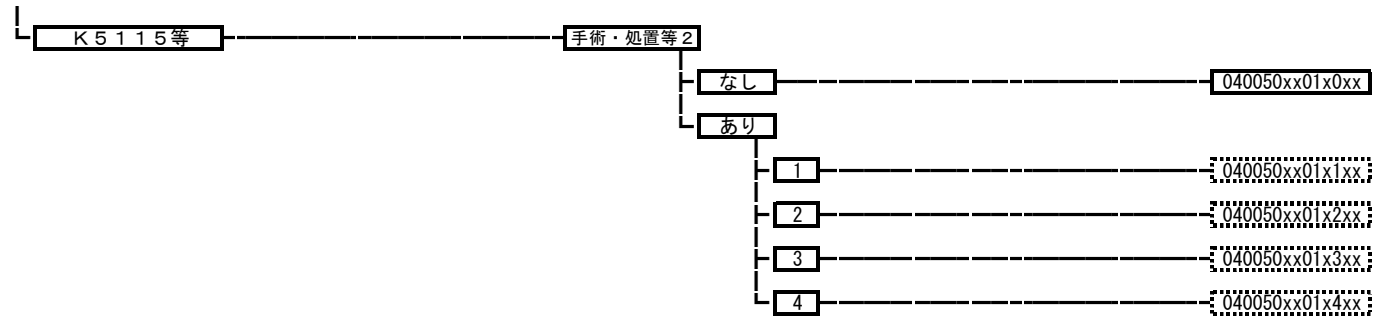 Ｋ５１１５等 手術・処置等２
なし 040050xx01x0xx
あり
1 040050xx01x1xx
2 040050xx01x2xx
3 040050xx01x3xx
4 040050xx01x4xx